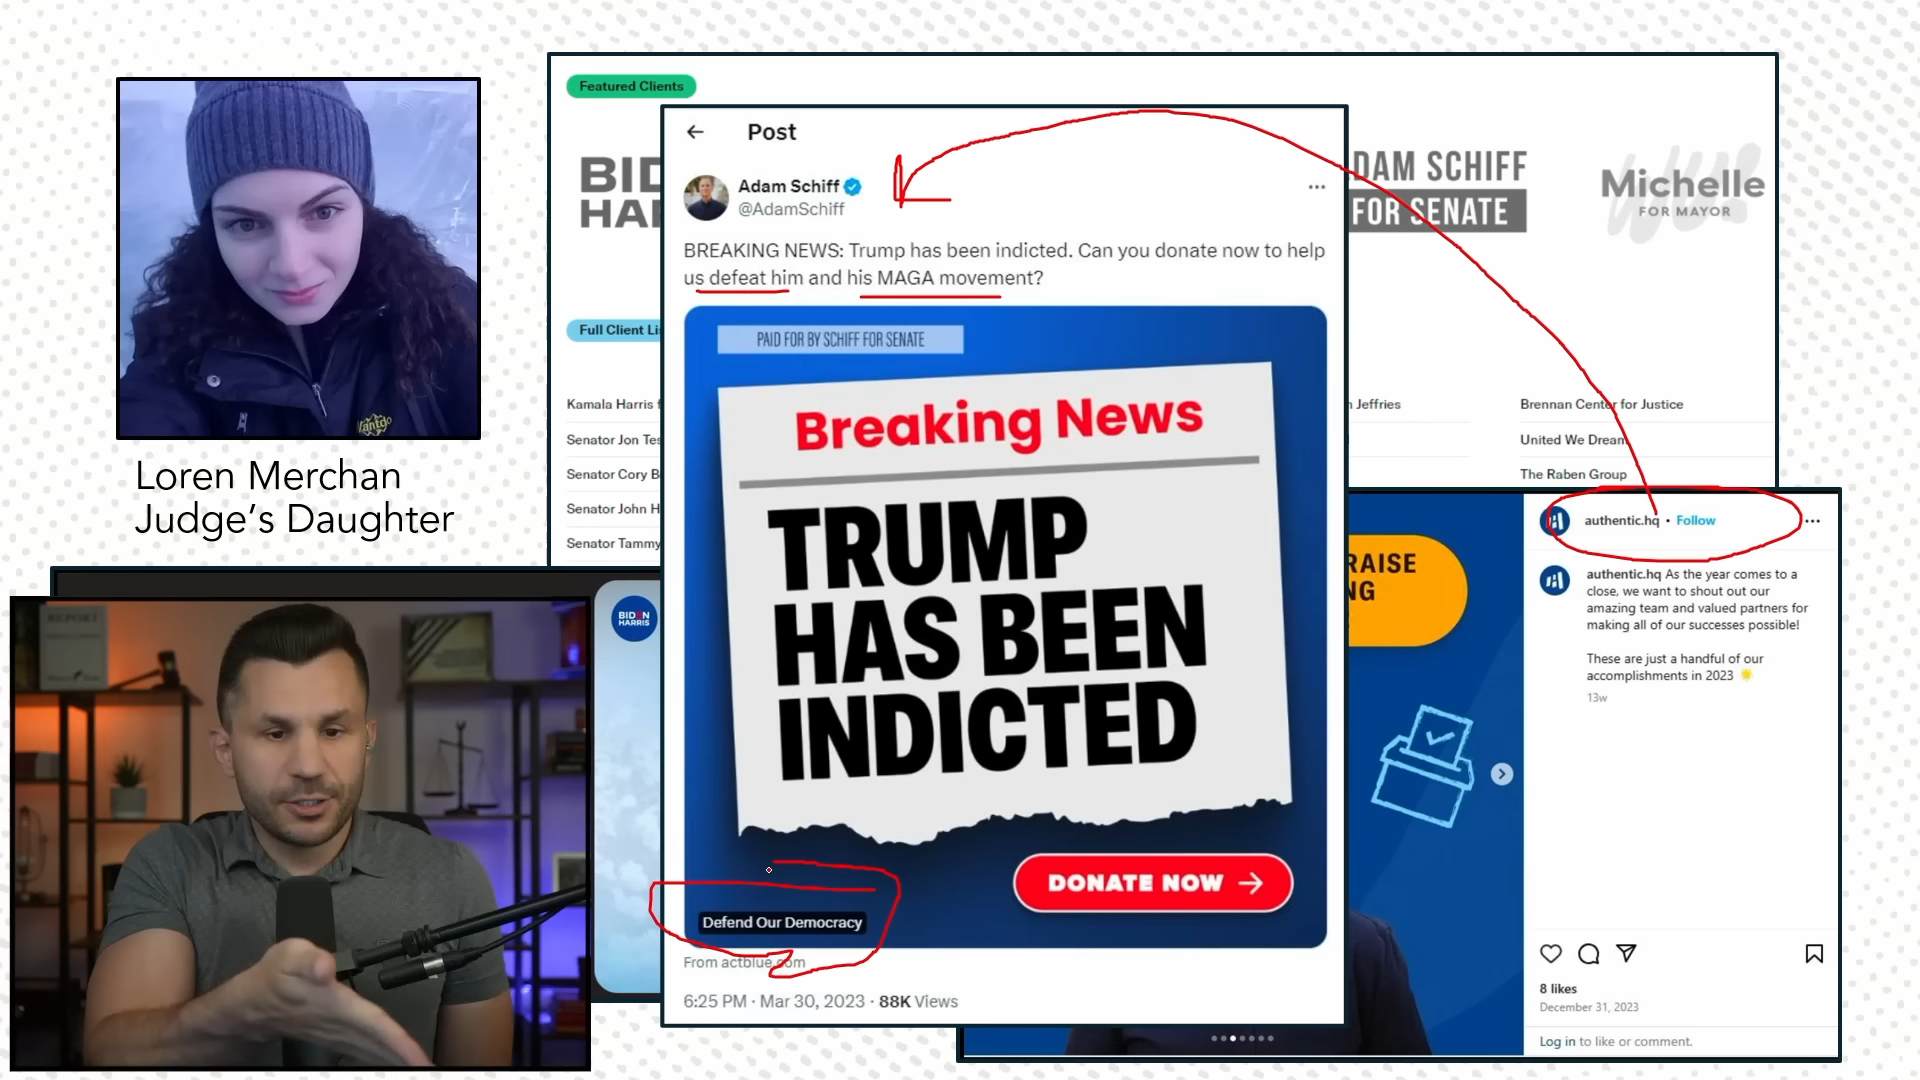 Loren Merchan
Judge's Daughter
Featured Clients
ADAM SCHIFF
FOR SENATE
Michelle
FOR MAYOR
Kamala Harris
Jeffries
Brennan Center for Justice
United We Dream
Senator Jon
The Raben Group
Senator Cory
Senator John
Senator Tammy
Full Client
BIDEN
HARRIS
Post
Adam Schiff
@AdamSchiff
BREAKING NEWS: Trump has been indicted. Can you donate now to help
us defeat him and his MAGA movement?
PAID FOR BY SCHIFF FOR SENATE
Breaking News
TRUMP
HAS BEEN
INDICTED
DONATE NOW →
Defend Our Democracy
From actblue.com
6:25 PM · Mar 30, 2023 · 88K Views
RAISE
authentic.hq • Follow
authentic.hq As the year comes to a
close, we want to shout out our
amazing team and valued partners for
making all of our successes possible!
These are just a handful of our
accomplishments in 2023
13w
8 likes
December 31, 2023
Log in to like or comment.